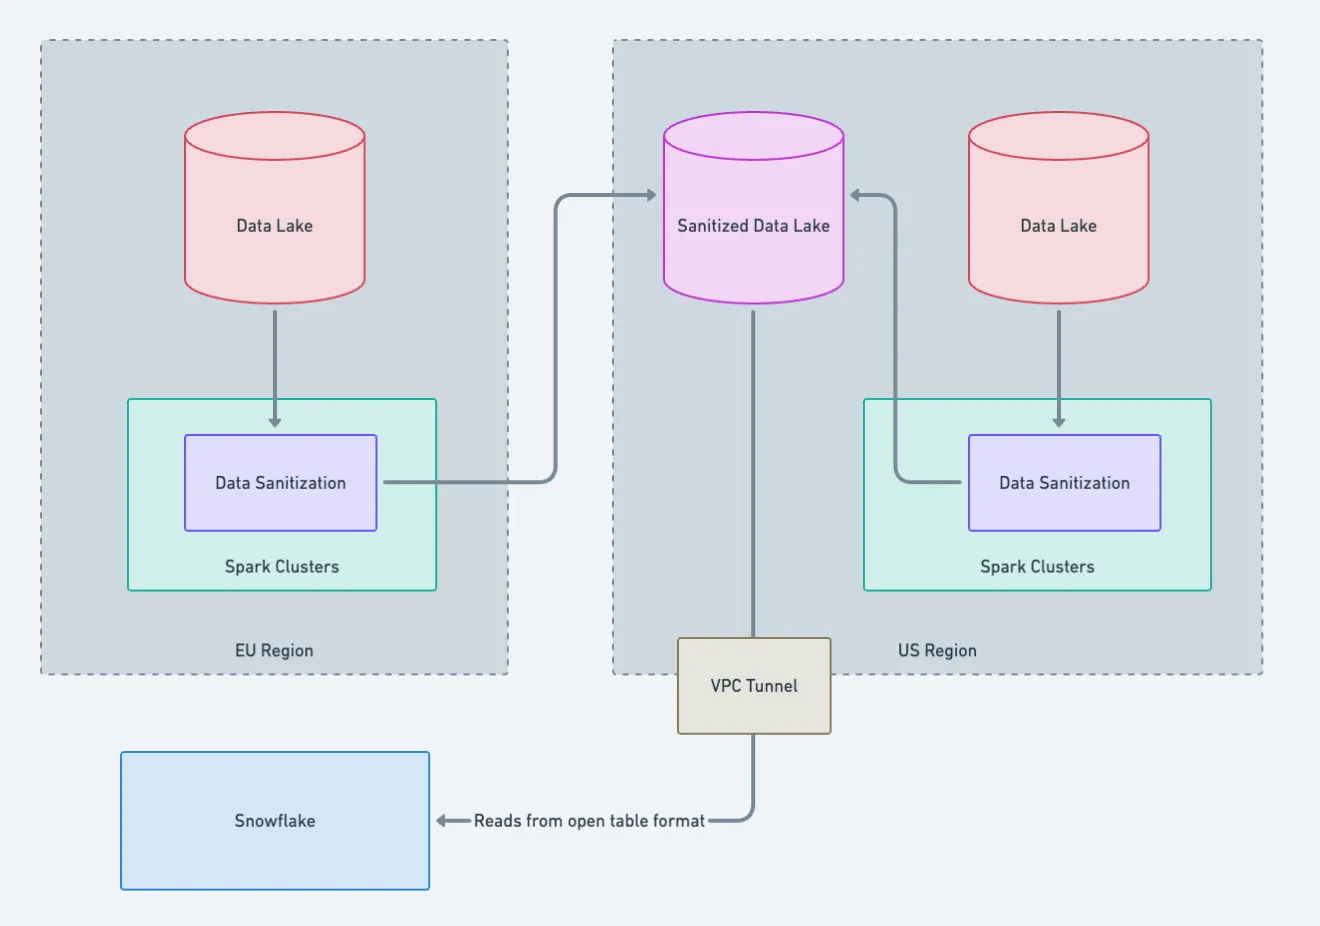 Data Lake
Sanitized Data Lake
Data Lake
Data Sanitization
Data Sanitization
Spark Clusters
Spark Clusters
EU Region
US Region
VPC Tunnel
Snowflake
Reads from open table format